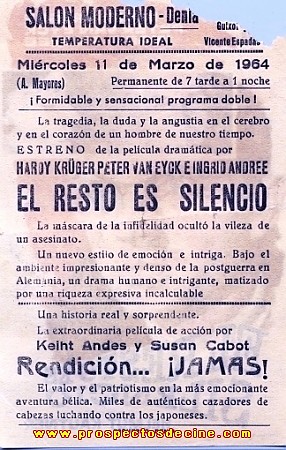 SALON MODERNO - Denia
TEMPERATURA IDEAL
Miércoles 11 de Marzo de 1964
(A. Mayores) Permanente de 7 tarde a 1 noche
¡Formidable y sensacional programa doble!
La tragedia, la duda y la angustia en el cerebro
y en el corazón de un hombre de nuestro tiempo.
ESTRENO de la película dramática por
HARDY KRÜGER PETER VAN EYCK E INGRID ANDREE
EL RESTO ES SILENCIO
La máscara de la infidelidad ocultó la vileza de
un asesinato.
Un nuevo estilo de emoción e intriga. Bajo el
ambiente impresionante y denso de la postguerra en
Alemania, un drama humano e intrigante, matizado
por una riqueza expresiva incalculable
Una historia real y sorprendente.
La extraordinaria película de acción por
Keiht Andes y Susan Cabot
Rendición... ¡JAMAS!
El valor y el patriotismo en la más emocionante
aventura bélica. Miles de auténticos cazadores de
cabezas luchando contra los japoneses.
www.prospectosdecine.com